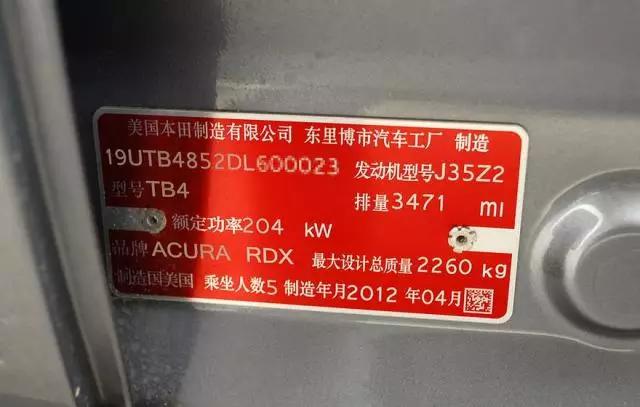 美国本田制造有限公司 东里博市汽车工厂 制造
19UTB4852DL600023 发动机型号J35Z2
型号TB4 排量3471 ml
额定功率204 kW
品牌ACURA RDX 最大设计总质量2260 kg
制造国美国 乘坐人数5 制造年月2012 年04月